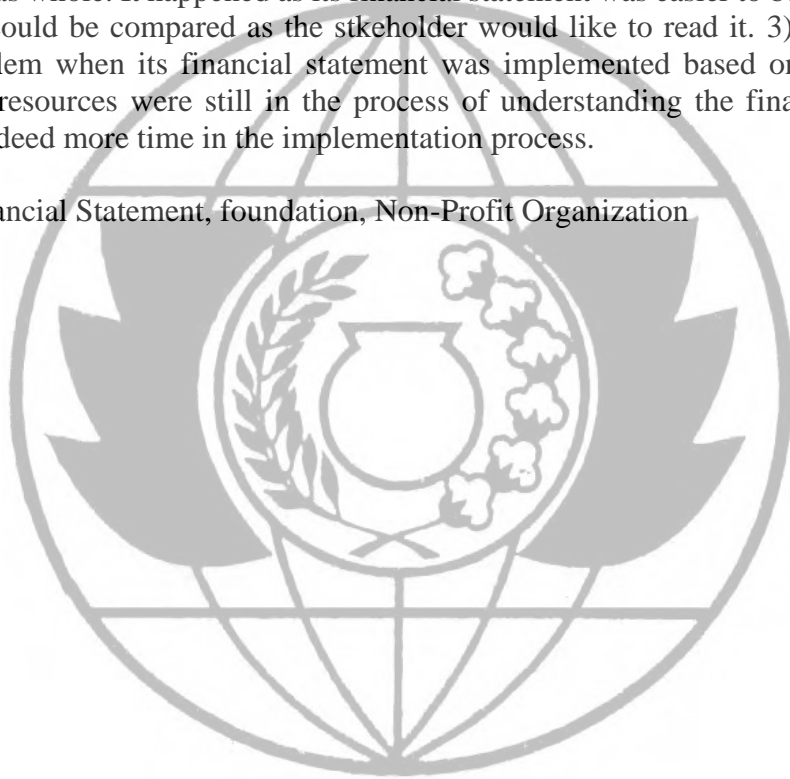 as whole. It happened as its financial statement was easier to b
ould be compared as the stkeholder would like to read it. 3)
lem when its financial statement was implemented based or
resources were still in the process of understanding the fina
deed more time in the implementation process.
ancial Statement, foundation, Non-Profit Organization